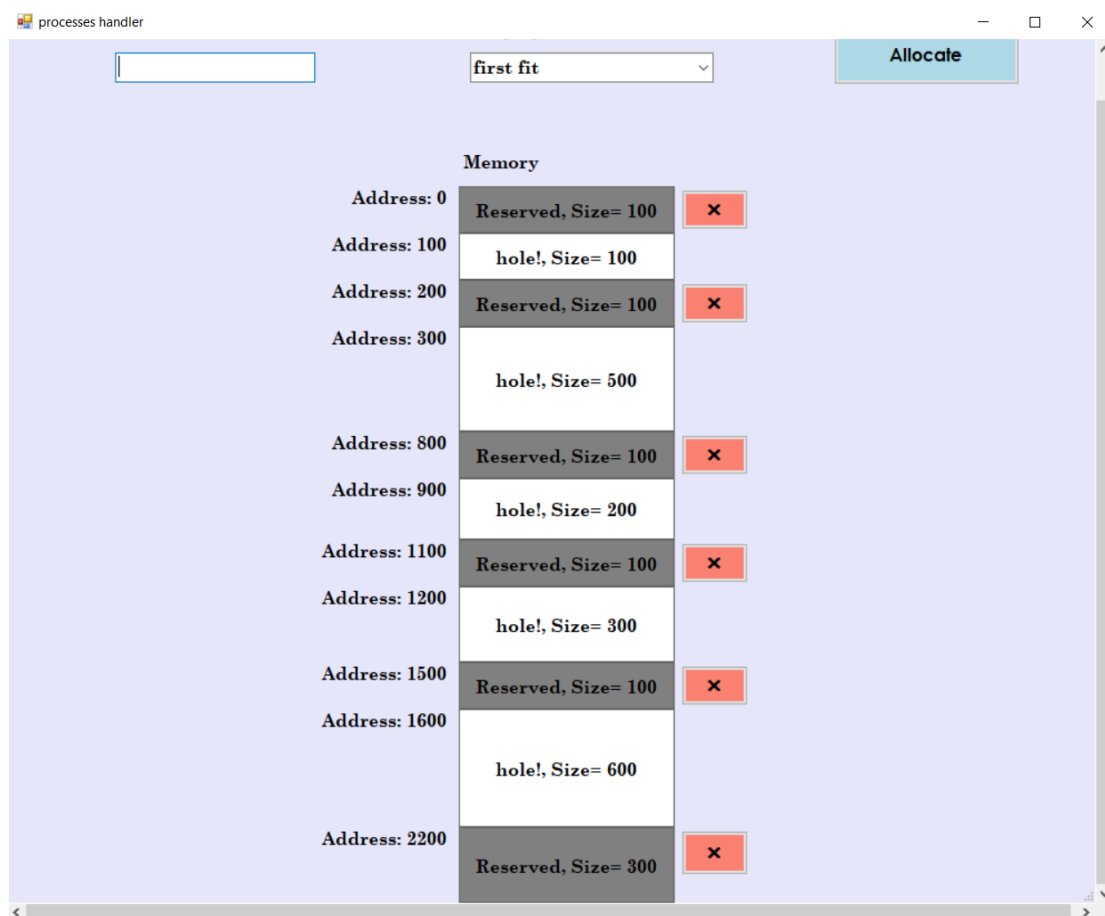 processes handler
first fit
Allocate
Memory
Address: 0
Reserved, Size= 100
×
Address: 100
hole!, Size= 100
Address: 200
Reserved, Size= 100
×
Address: 300
hole!, Size= 500
Address: 800
Reserved, Size= 100
×
Address: 900
hole!, Size= 200
Address: 1100
Reserved, Size= 100
×
Address: 1200
hole!, Size= 300
Address: 1500
Reserved, Size= 100
×
Address: 1600
hole!, Size= 600
Address: 2200
Reserved, Size= 300
×